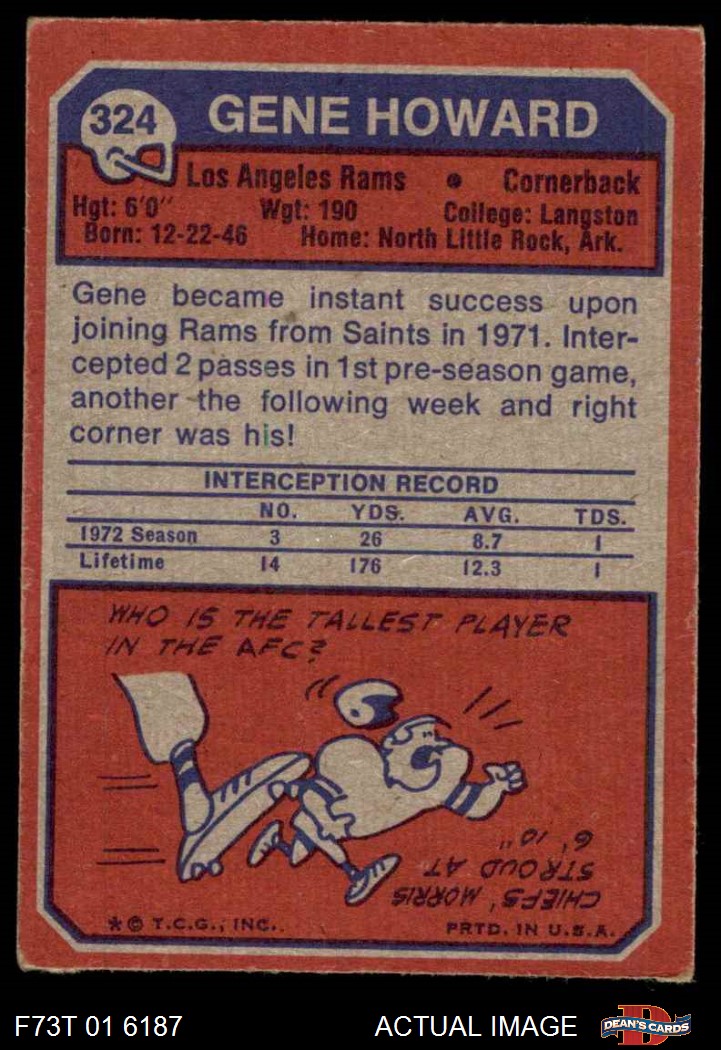 324
GENE HOWARD
Los Angeles Rams • Cornerback
Hgt: 6'0" Wgt: 190 College: Langston
Born: 12-22-46 Home: North Little Rock, Ark.
Gene became instant success upon
joining Rams from Saints in 1971. Inter-
cepted 2 passes in 1st pre-season game,
another the following week and right
corner was his!
INTERCEPTION RECORD
NO. YDS. AVG. TDS.
1972 Season 3 26 8.7 1
Lifetime 14 176 12.3 1
WHO IS THE TALLEST PLAYER
IN THE AFC?
CHIEFS' MORRIS
STROUD AT
6' 10"
* © T.C.G., INC. PRTD. IN U.S.A.
F73T 01 6187 ACTUAL IMAGE
D
DEAN'S CARDS